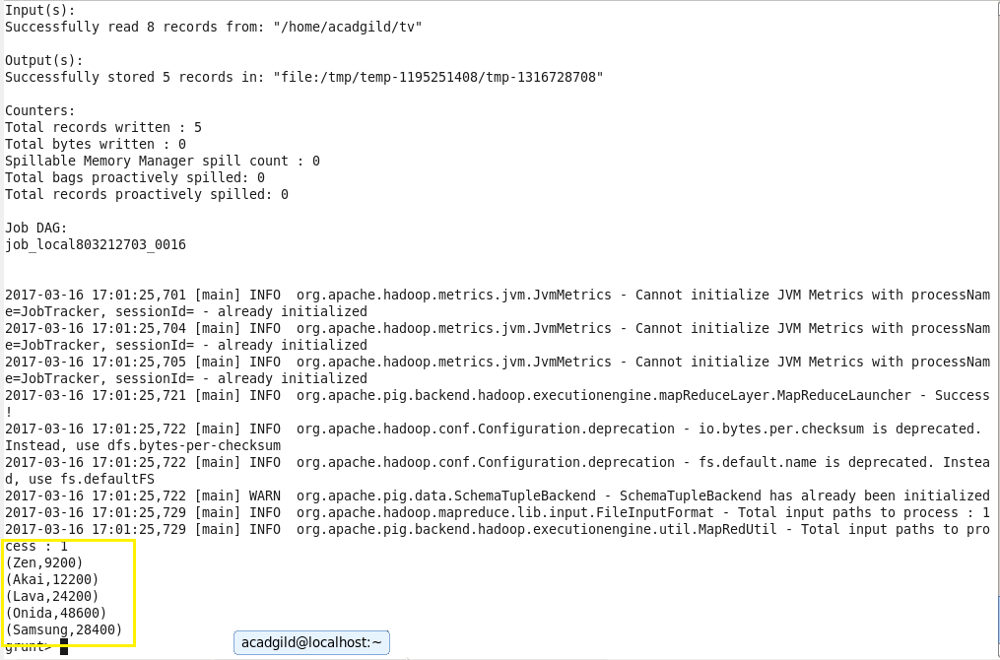 Input(s):
Successfully read 8 records from: "/home/acadgild/tv"
Output(s):
Successfully stored 5 records in: "file:/tmp/temp-1195251408/tmp-1316728708"
Counters:
Total records written : 5
Total bytes written : 0
Spillable Memory Manager spill count : 0
Total bags proactively spilled: 0
Total records proactively spilled: 0
Job DAG:
job_local803212703_0016
2017-03-16 17:01:25,701 [main] INFO  org.apache.hadoop.metrics.jvm.JvmMetrics - Cannot initialize JVM Metrics with processNam
e=JobTracker, sessionId= - already initialized
2017-03-16 17:01:25,704 [main] INFO  org.apache.hadoop.metrics.jvm.JvmMetrics - Cannot initialize JVM Metrics with processNam
e=JobTracker, sessionId= - already initialized
2017-03-16 17:01:25,705 [main] INFO  org.apache.hadoop.metrics.jvm.JvmMetrics - Cannot initialize JVM Metrics with processNam
e=JobTracker, sessionId= - already initialized
2017-03-16 17:01:25,721 [main] INFO  org.apache.pig.backend.hadoop.executionengine.mapReduceLayer.MapReduceLauncher - Success
!
2017-03-16 17:01:25,722 [main] INFO  org.apache.hadoop.conf.Configuration.deprecation - io.bytes.per.checksum is deprecated.
Instead, use dfs.bytes-per-checksum
2017-03-16 17:01:25,722 [main] INFO  org.apache.hadoop.conf.Configuration.deprecation - fs.default.name is deprecated. Instea
d, use fs.defaultFS
2017-03-16 17:01:25,722 [main] WARN  org.apache.pig.data.SchemaTupleBackend - SchemaTupleBackend has already been initialized
2017-03-16 17:01:25,729 [main] INFO  org.apache.hadoop.mapreduce.lib.input.FileInputFormat - Total input paths to process : 1
2017-03-16 17:01:25,729 [main] INFO  org.apache.pig.backend.hadoop.executionengine.util.MapRedUtil - Total input paths to pro
cess : 1
(Zen,9200)
(Akai,12200)
(Lava,24200)
(Onida,48600)
(Samsung,28400)
grunt>
acadgild@localhost:~